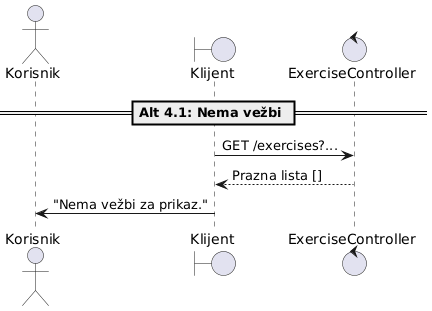 Korisnik
Klijent
ExerciseController
Alt 4.1: Nema vežbi
GET /exercises?...
Prazna lista []
"Nema vežbi za prikaz."
Korisnik
Klijent
ExerciseController